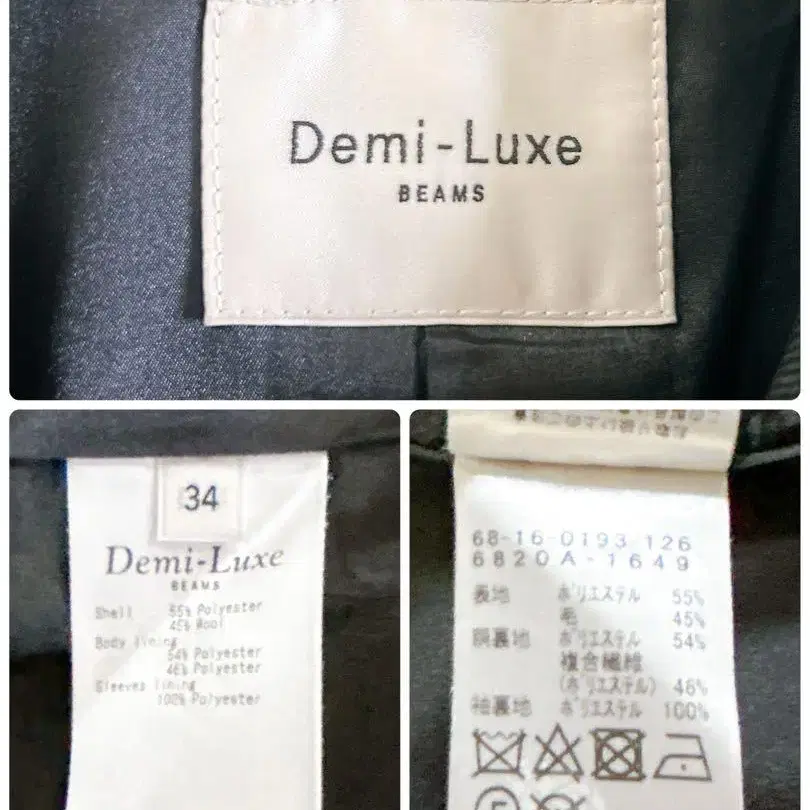 Demi-Luxe
BEAMS
34
Demi-Luxe
BEAMS
Shell 55% Polyester
45% Wool
Body lining
54% Polyester
46% Polyester
Sleeves lining
100% Polyester
68-16-0193-126
6820A-1649
表地 ポリエステル 55%
毛 45%
胴裏地 ポリエステル 54%
複合繊維
(ポリエステル) 46%
袖裏地 ポリエステル 100%